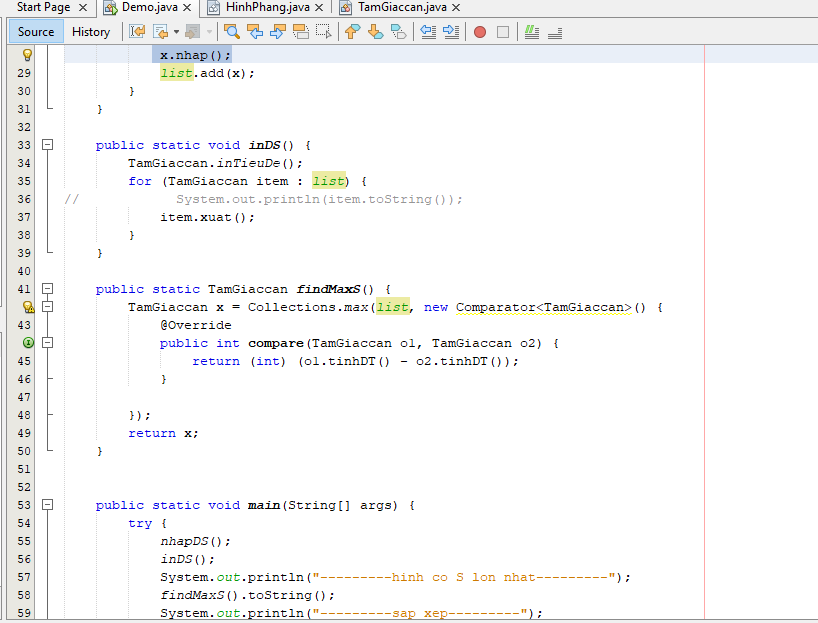 Start Page Demo.java HinhPhang.java TamGiaccan.java
Source History
x.nhap();
29 list.add(x);
30 }
31 }
32
33 public static void inDS() {
34 TamGiaccan.inTieuDe();
35 for (TamGiaccan item : list) {
36 // System.out.println(item.toString());
37 item.xuat();
38 }
39 }
40
41 public static TamGiaccan findMaxS() {
TamGiaccan x = Collections.max(list, new Comparator<TamGiaccan>() {
43 @Override
public int compare(TamGiaccan o1, TamGiaccan o2) {
45 return (int) (o1.tinhDT() - o2.tinhDT());
46 }
47
48 });
49 return x;
50 }
51
52
53 public static void main(String[] args) {
54 try {
55 nhapDS();
56 inDS();
57 System.out.println("---------hinh co S lon nhat---------");
58 findMaxS().toString();
59 System.out.println("---------sap xep---------");